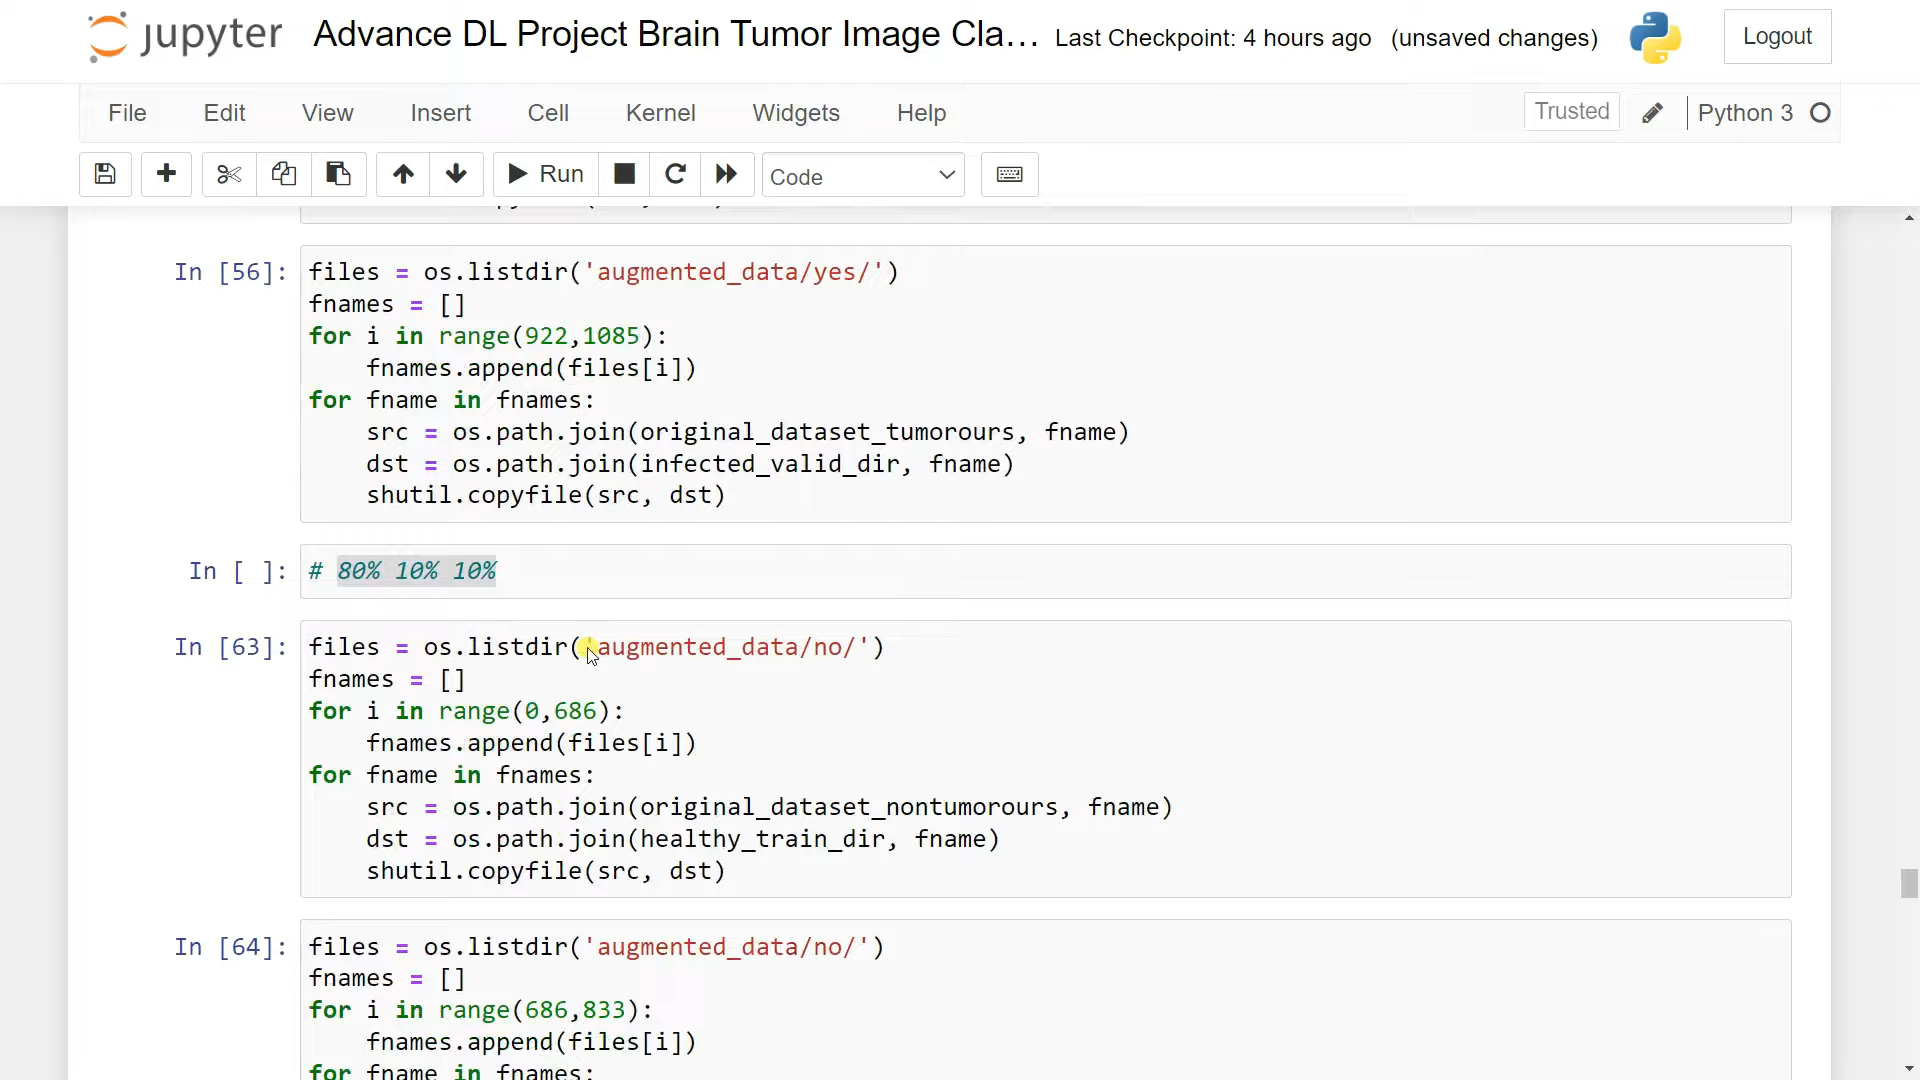 jupyter Advance DL Project Brain Tumor Image Cla... Last Checkpoint: 4 hours ago (unsaved changes) Logout
File Edit View Insert Cell Kernel Widgets Help Trusted Python 3
Run Code
In [56]: files = os.listdir('augmented_data/yes/')
fnames = []
for i in range(922,1085):
    fnames.append(files[i])
for fname in fnames:
    src = os.path.join(original_dataset_tumorours, fname)
    dst = os.path.join(infected_valid_dir, fname)
    shutil.copyfile(src, dst)
In [ ]: # 80% 10% 10%
In [63]: files = os.listdir('augmented_data/no/')
fnames = []
for i in range(0,686):
    fnames.append(files[i])
for fname in fnames:
    src = os.path.join(original_dataset_nontumorours, fname)
    dst = os.path.join(healthy_train_dir, fname)
    shutil.copyfile(src, dst)
In [64]: files = os.listdir('augmented_data/no/')
fnames = []
for i in range(686,833):
    fnames.append(files[i])
for fname in fnames: